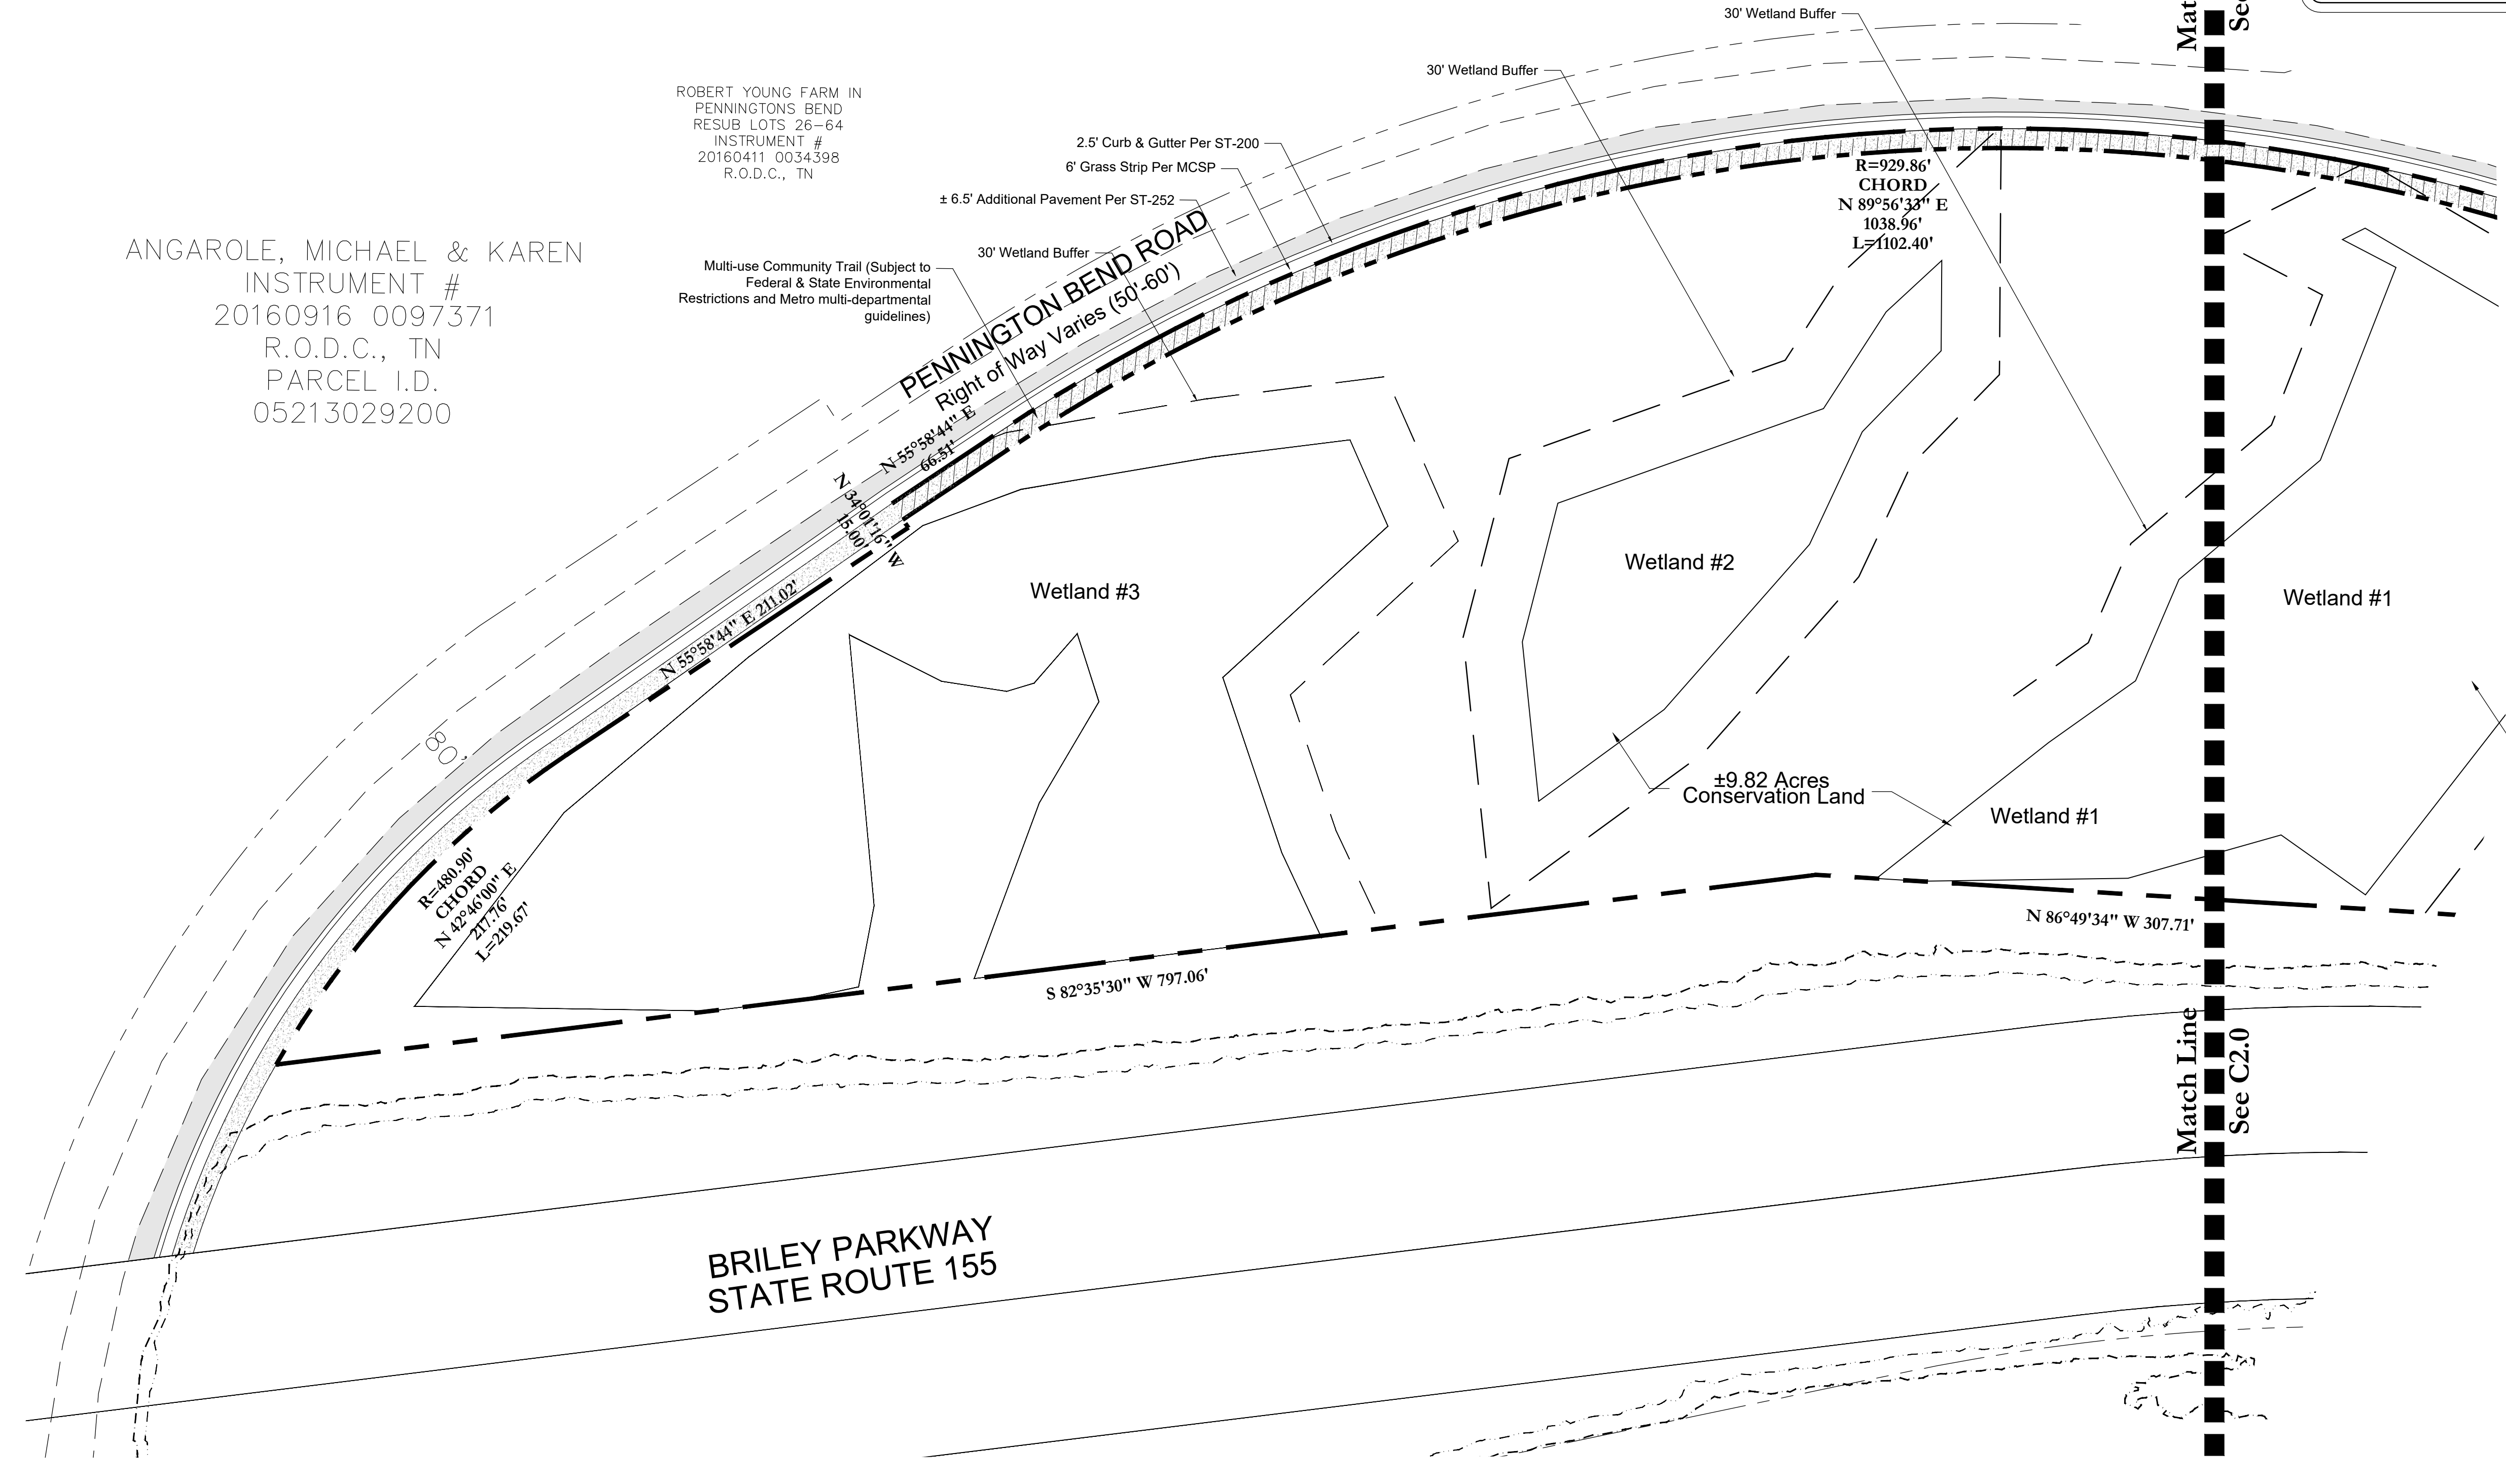 30' Wetland Buffer
30' Wetland Buffer
ROBERT YOUNG FARM IN
PENNINGTONS BEND
RESUB LOTS 26-64
INSTRUMENT #
20160411 0034398
R.O.D.C., TN
2.5' Curb & Gutter Per ST-200
6' Grass Strip Per MCSP
± 6.5' Additional Pavement Per ST-252
30' Wetland Buffer
Multi-use Community Trail (Subject to
Federal & State Environmental
Restrictions and Metro multi-departmental
guidelines)
ANGAROLE, MICHAEL & KAREN
INSTRUMENT #
20160916 0097371
R.O.D.C., TN
PARCEL I.D.
05213029200
PENNINGTON BEND ROAD
Right of Way Varies (50'-60')
R=929.86'
CHORD
N 89°56'33" E
1038.96'
L=1102.40'
N 55°58'44" E
66.51'
N 34°01'16" W
15.00'
N 55°58'44" E 211.02'
80'
R=480.90'
CHORD
N 42°46'00" E
217.76'
L=219.67'
Wetland #3
Wetland #2
Wetland #1
±9.82 Acres
Conservation Land
Wetland #1
N 86°49'34" W 307.71'
S 82°35'30" W 797.06'
Match Line
See C2.0
BRILEY PARKWAY
STATE ROUTE 155